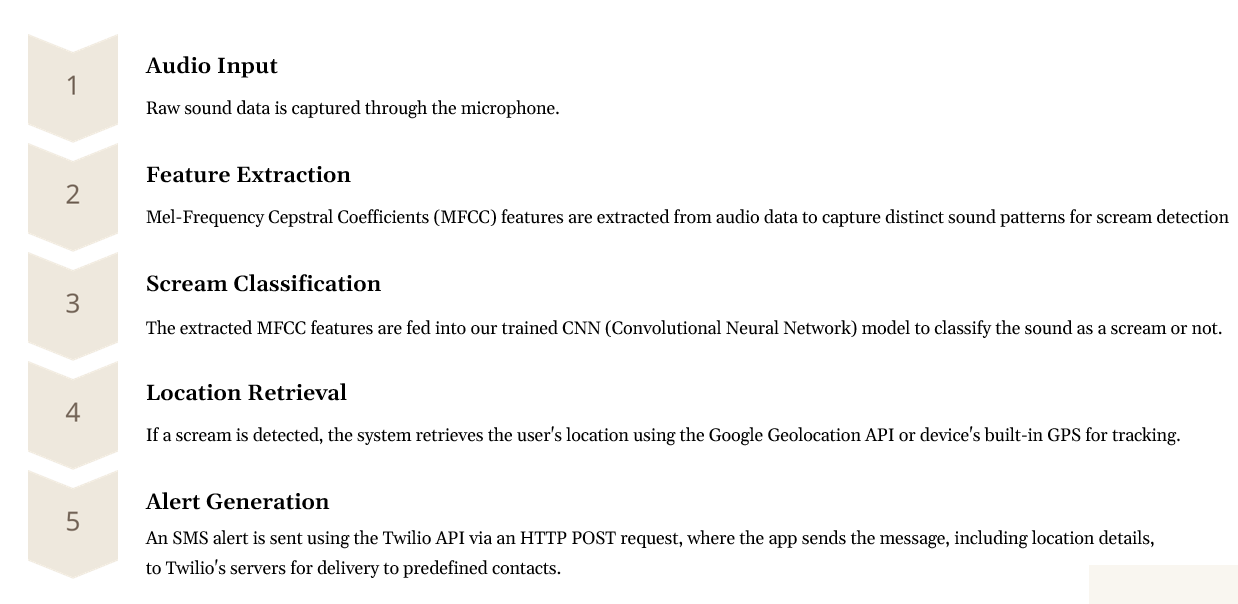 1
Audio Input
Raw sound data is captured through the microphone.
2
Feature Extraction
Mel-Frequency Cepstral Coefficients (MFCC) features are extracted from audio data to capture distinct sound patterns for scream detection
3
Scream Classification
The extracted MFCC features are fed into our trained CNN (Convolutional Neural Network) model to classify the sound as a scream or not.
4
Location Retrieval
If a scream is detected, the system retrieves the user's location using the Google Geolocation API or device's built-in GPS for tracking.
5
Alert Generation
An SMS alert is sent using the Twilio API via an HTTP POST request, where the app sends the message, including location details,
to Twilio's servers for delivery to predefined contacts.